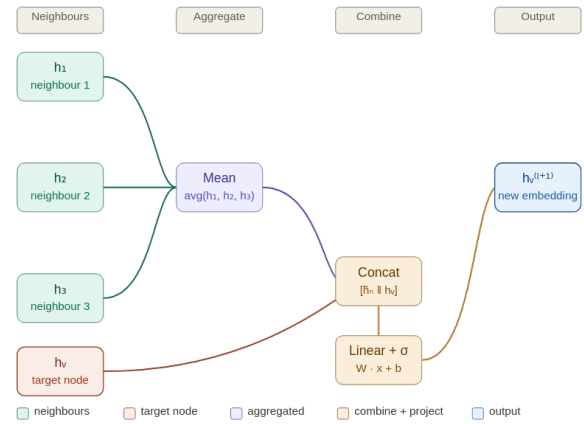 Neighbours
Aggregate
Combine
Output
h₁
neighbour 1
h₂
neighbour 2
h₃
neighbour 3
hᵥ
target node
Mean
avg(h₁, h₂, h₃)
Concat
[h̄ₙ ‖ hᵥ]
Linear + σ
W · x + b
hᵥ⁽ˡ⁺¹⁾
new embedding
neighbours
target node
aggregated
combine + project
output